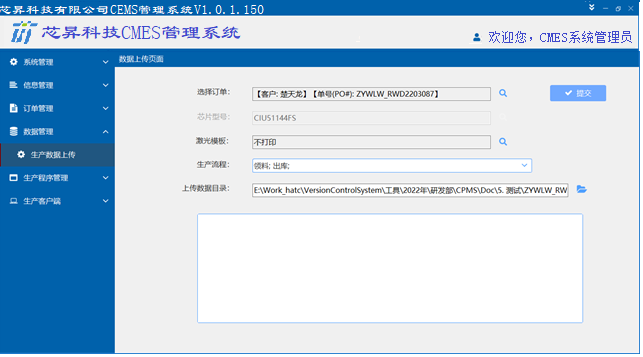 芯昇科技有限公司CEMS管理系统V1.0.1.150
芯昇科技CMES管理系统
欢迎您，CMES系统管理员
系统管理
信息管理
订单管理
数据管理
生产数据上传
生产程序管理
生产客户端
数据上传页面
选择订单： 【客户: 楚天龙】【单号(PO#): ZYWLW_RWD2203087】 提交
芯片型号： CIUS1144FS
激光模板： 不打印
生产流程： 领料; 出库;
上传数据目录： E:\Work_hatc\VersionControlSystem\工具\2022年\研发部\CPMS\Doc\5. 测试\ZYWLW_RW